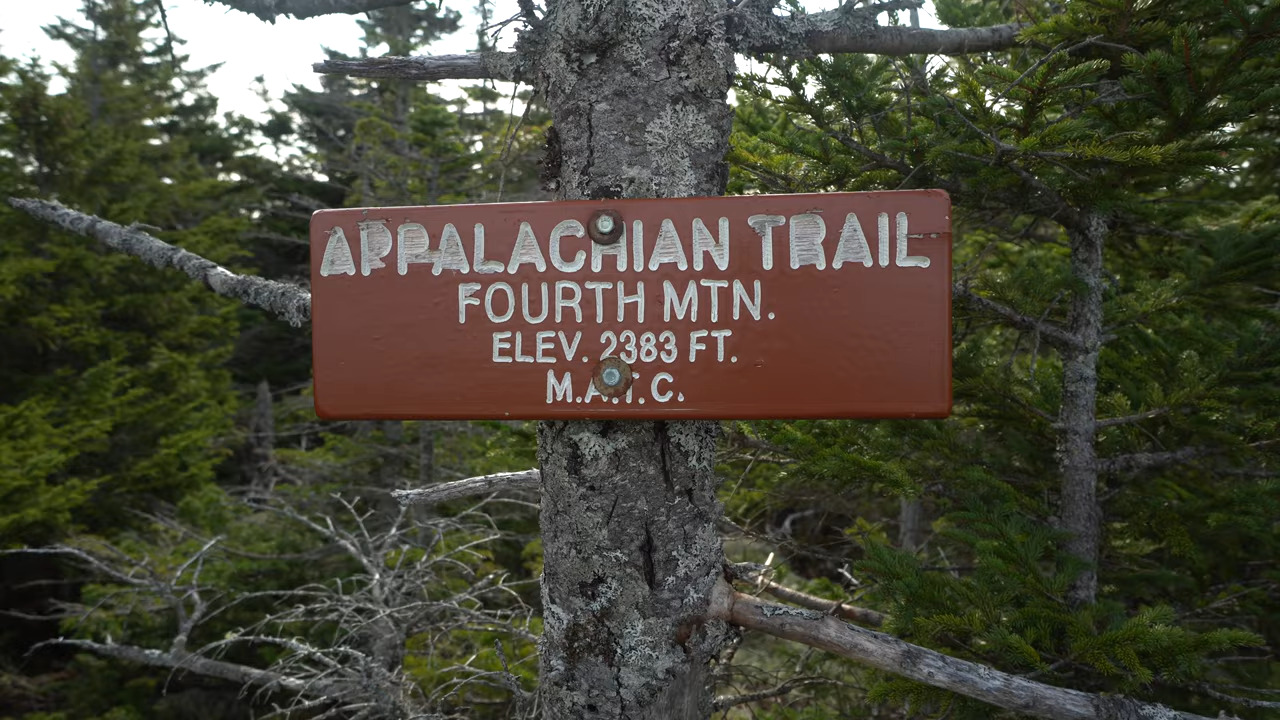 APPALACHIAN TRAIL
FOURTH MTN.
ELEV. 2383 FT.
M.A.T.C.